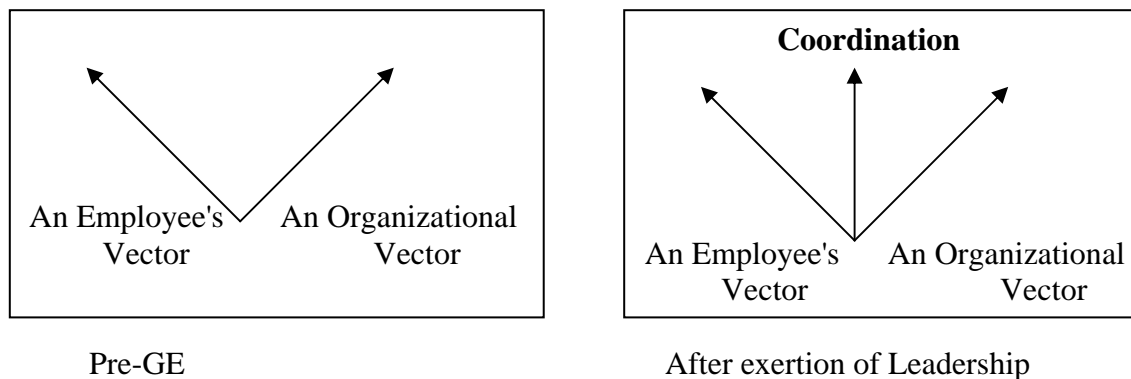 Coordination
An Employee's
Vector
An Organizational
Vector
An Employee's
Vector
An Organizational
Vector
Pre-GE
After exertion of Leadership